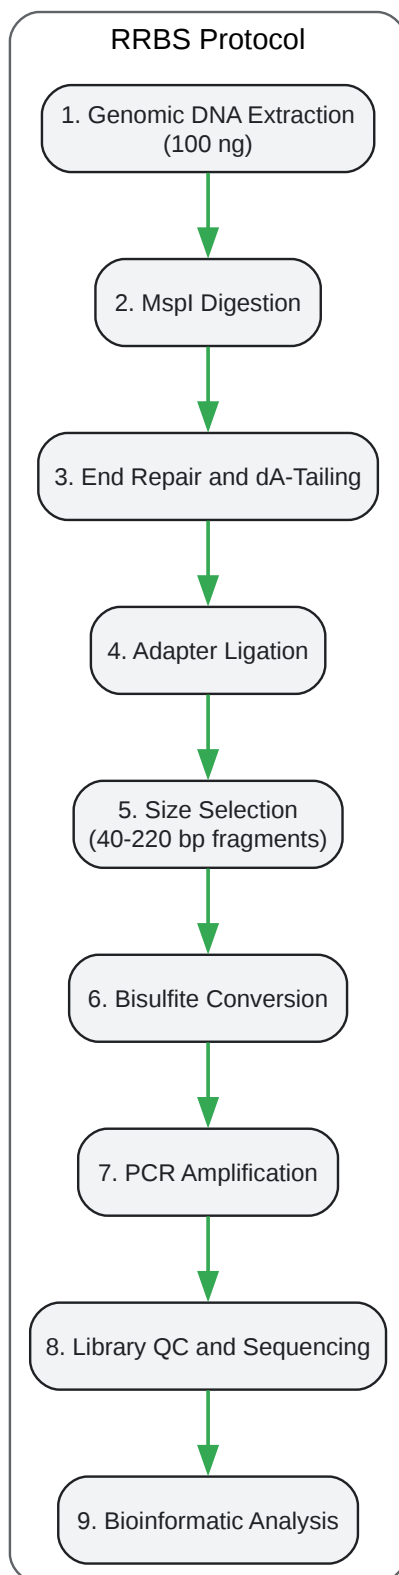 RRBS Protocol
1. Genomic DNA Extraction
(100 ng)
2. MspI Digestion
3. End Repair and dA-Tailing
4. Adapter Ligation
5. Size Selection
(40-220 bp fragments)
6. Bisulfite Conversion
7. PCR Amplification
8. Library QC and Sequencing
9. Bioinformatic Analysis